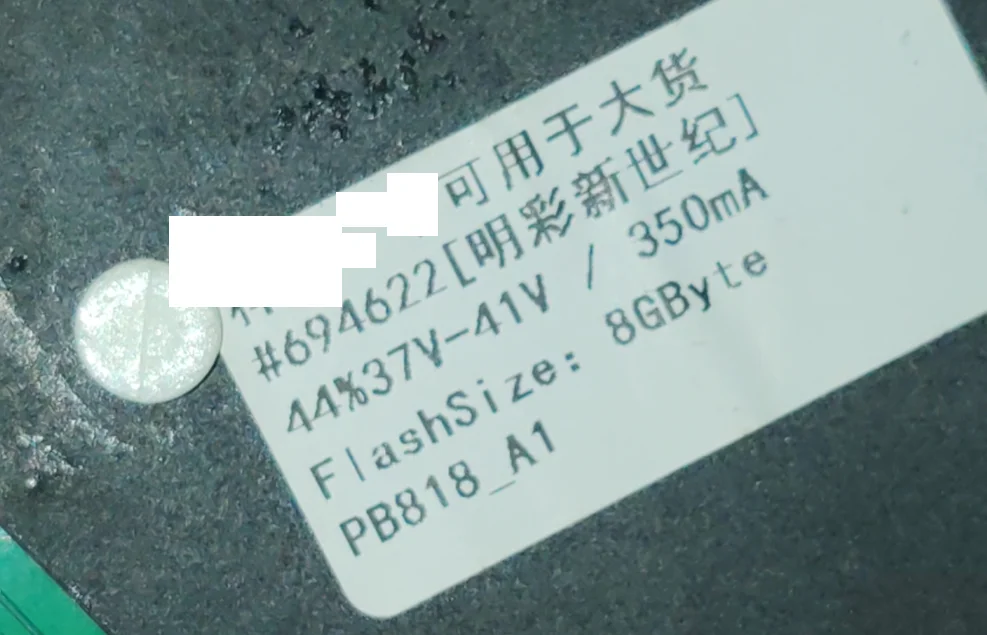 可用于大货
#694622[明彩新世纪]
44%37V-41V / 350mA
FlashSize: 8GByte
PB818_A1